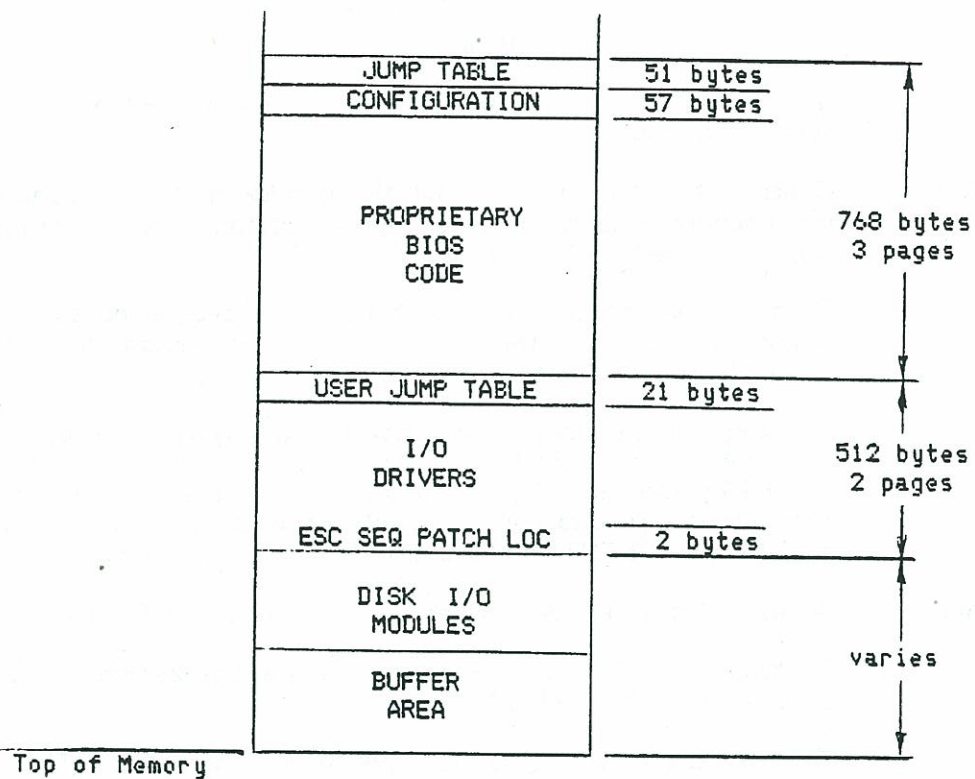 JUMP TABLE 51 bytes
CONFIGURATION 57 bytes
PROPRIETARY
BIOS
CODE
768 bytes
3 pages
USER JUMP TABLE 21 bytes
I/O
DRIVERS
512 bytes
2 pages
ESC SEQ PATCH LOC 2 bytes
DISK I/O
MODULES
varies
BUFFER
AREA
Top of Memory